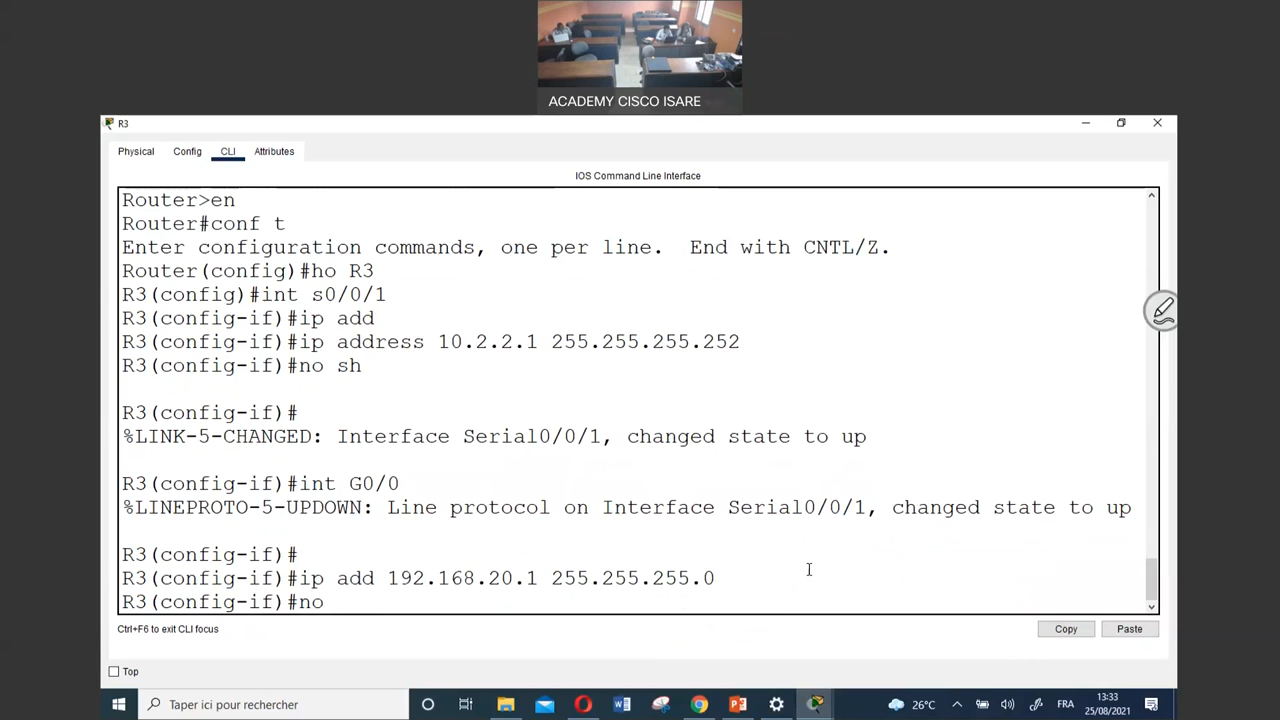 ACADEMY CISCO ISARE
R3
Physical Config CLI Attributes
IOS Command Line Interface
Router>en
Router#conf t
Enter configuration commands, one per line.  End with CNTL/Z.
Router(config)#ho R3
R3(config)#int s0/0/1
R3(config-if)#ip add
R3(config-if)#ip address 10.2.2.1 255.255.255.252
R3(config-if)#no sh
R3(config-if)#
%LINK-5-CHANGED: Interface Serial0/0/1, changed state to up
R3(config-if)#int G0/0
%LINEPROTO-5-UPDOWN: Line protocol on Interface Serial0/0/1, changed state to up
R3(config-if)#
R3(config-if)#ip add 192.168.20.1 255.255.255.0
R3(config-if)#no
Ctrl+F6 to exit CLI focus
Copy Paste
Top
Taper ici pour rechercher
26°C
FRA
13:33
25/08/2021